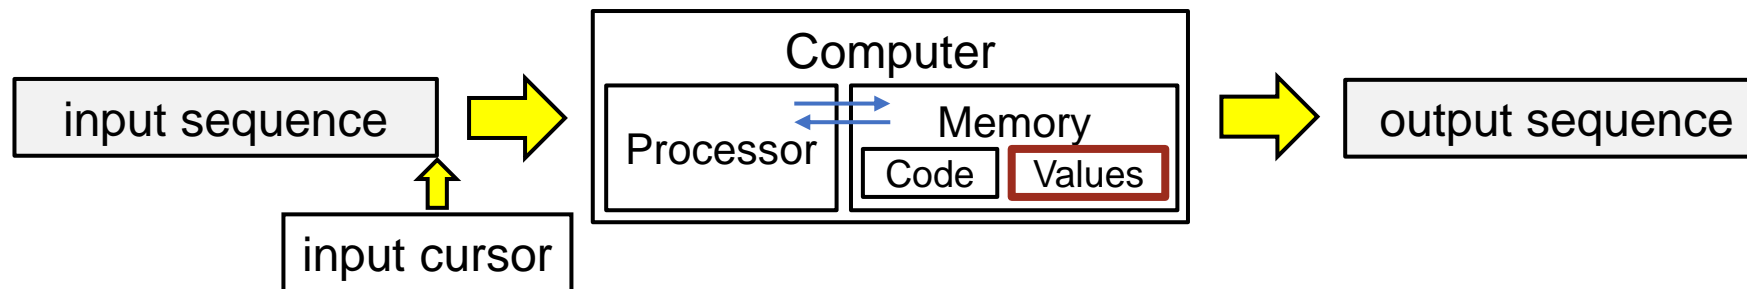 Computer
input sequence
Processor
Memory
Code
Values
output sequence
input cursor